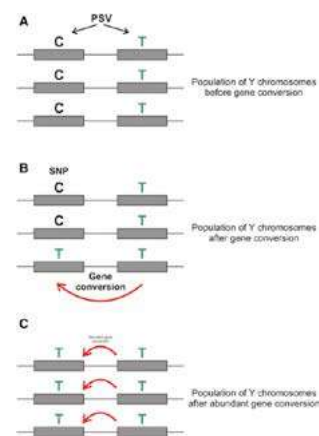 A
PSV
C T
C T
C T
Population of Y chromosomes
before gene conversion
B
SNP
C T
C T
T T
Gene
conversion
Population of Y chromosomes
after gene conversion
C
T T
T T
T T
Population of Y chromosomes
after abundant gene conversion